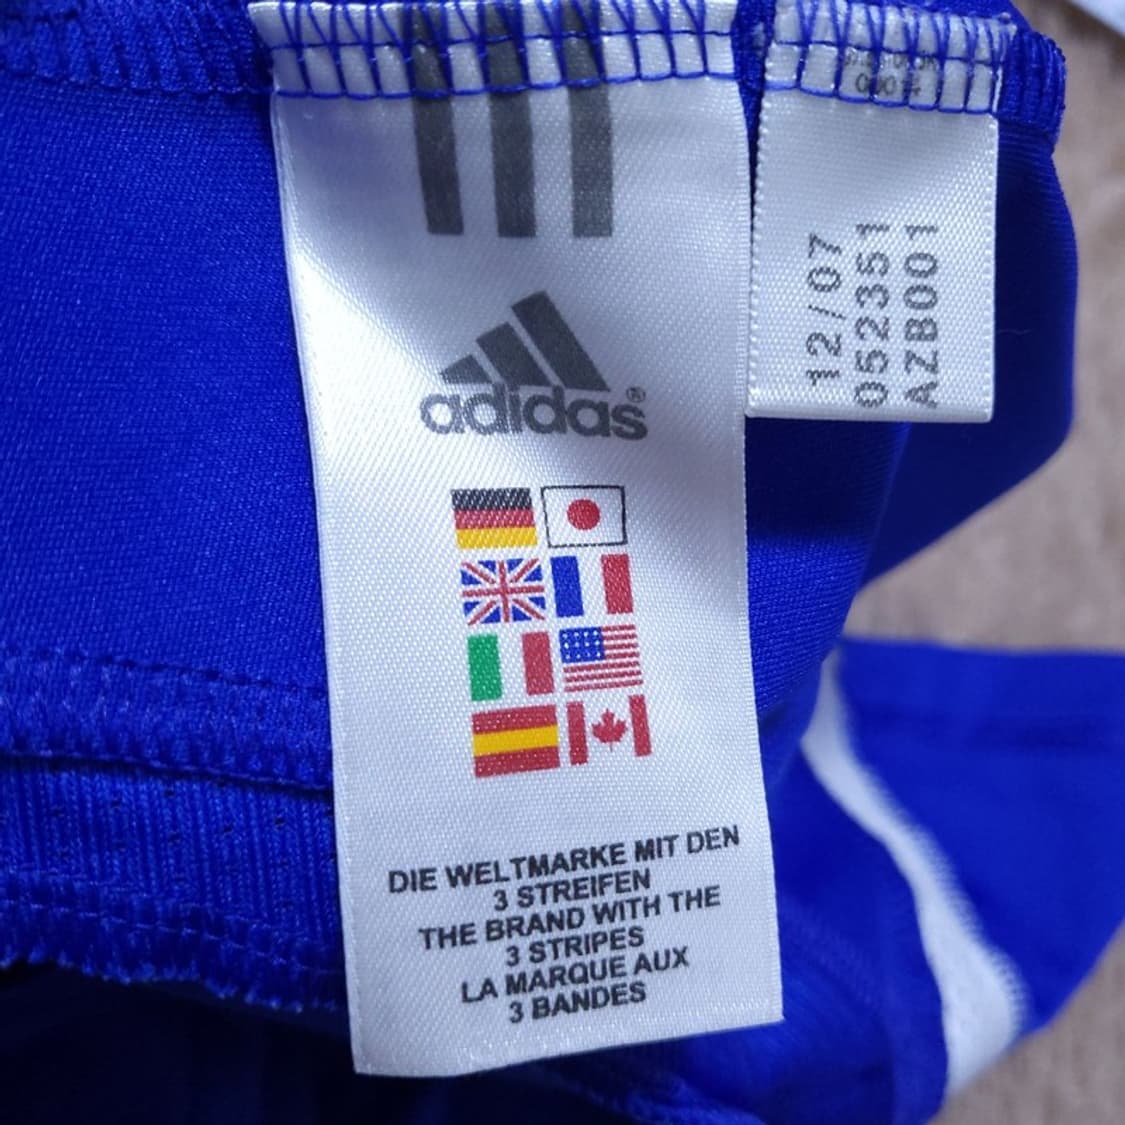 adidas®
DIE WELTMARKE MIT DEN
3 STREIFEN
THE BRAND WITH THE
3 STRIPES
LA MARQUE AUX
3 BANDES
12/07
052351
AZB001